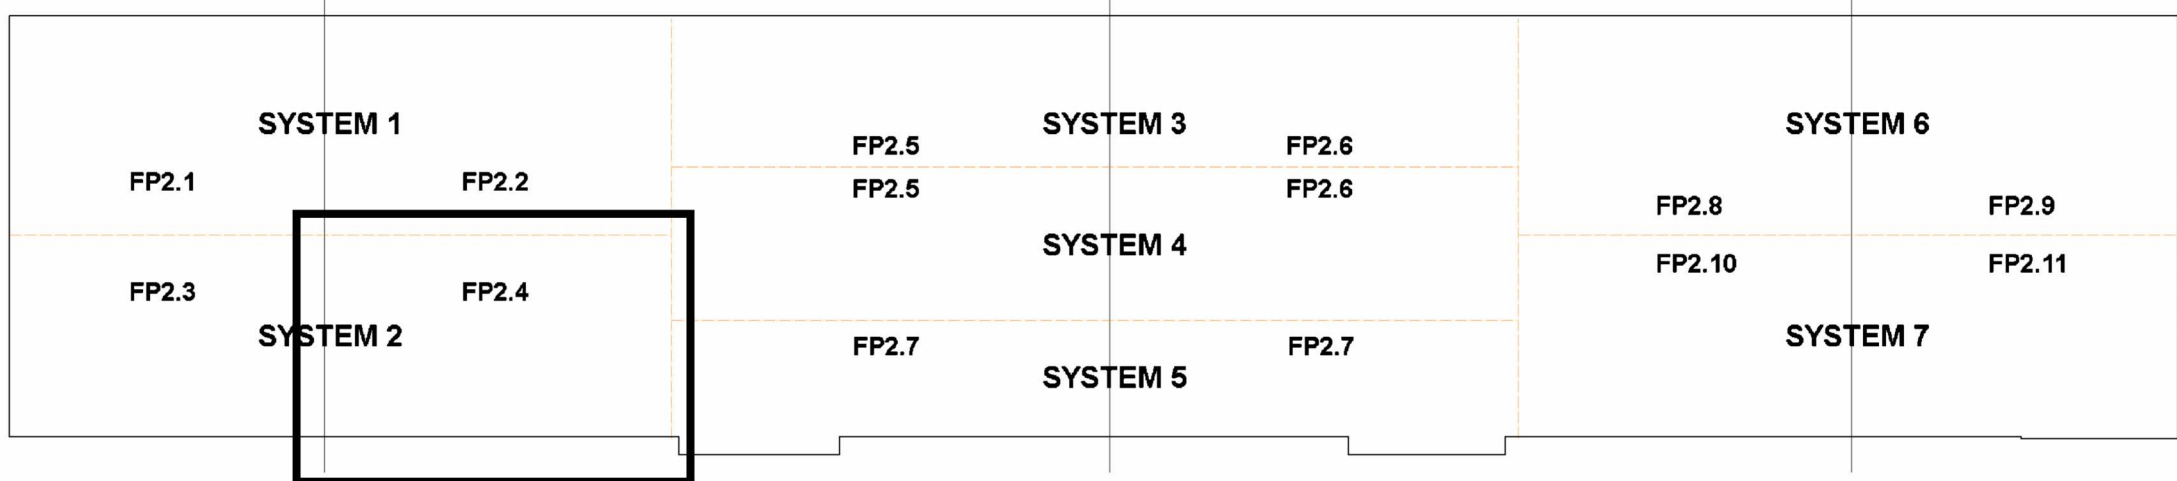 SYSTEM 1
FP2.1
FP2.2
FP2.3
FP2.4
SYSTEM 2
SYSTEM 3
FP2.5
FP2.6
FP2.5
FP2.6
SYSTEM 4
FP2.7
FP2.7
SYSTEM 5
SYSTEM 6
FP2.8
FP2.9
FP2.10
FP2.11
SYSTEM 7